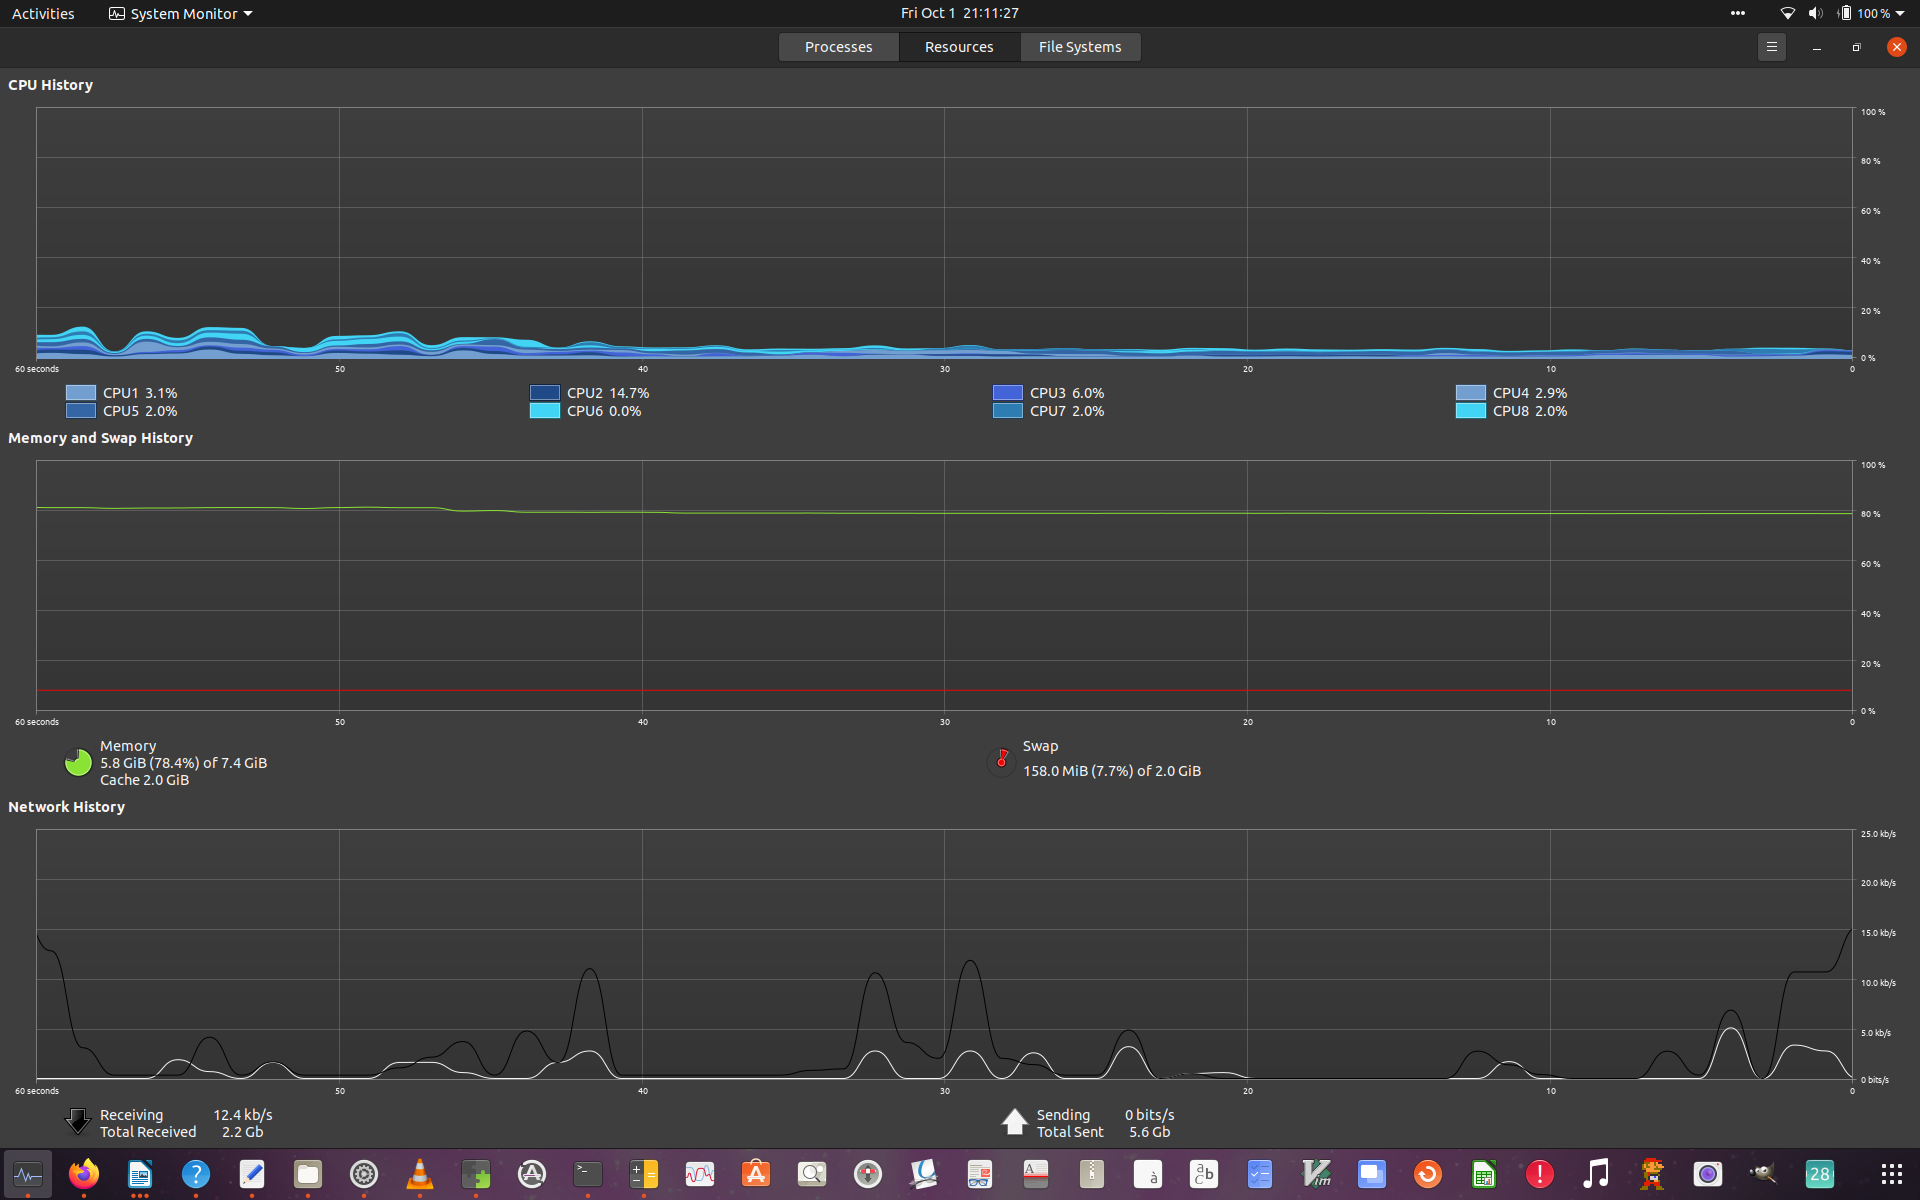 Activities System Monitor Fri Oct 1 21:11:27 100 %
Processes Resources File Systems
CPU History
100 %
80 %
60 %
40 %
20 %
0 %
60 seconds 50 40 30 20 10 0
CPU1 3.1% CPU2 14.7% CPU3 6.0% CPU4 2.9%
CPU5 2.0% CPU6 0.0% CPU7 2.0% CPU8 2.0%
Memory and Swap History
100 %
80 %
60 %
40 %
20 %
0 %
60 seconds 50 40 30 20 10 0
Memory
5.8 GiB (78.4%) of 7.4 GiB
Cache 2.0 GiB
Swap
158.0 MiB (7.7%) of 2.0 GiB
Network History
25.0 kb/s
20.0 kb/s
15.0 kb/s
10.0 kb/s
5.0 kb/s
0 bits/s
60 seconds 50 40 30 20 10 0
Receiving 12.4 kb/s
Total Received 2.2 Gb
Sending 0 bits/s
Total Sent 5.6 Gb
28